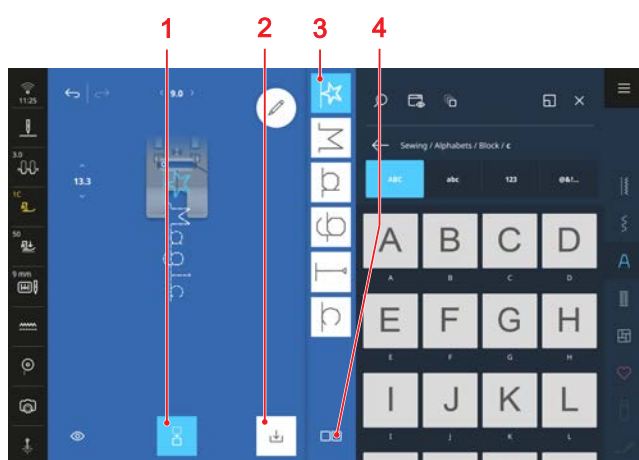 1 2 3 4
11:25
9.0
3.0
13.3
1C
50
9 mm
Magic
Sewing / Alphabets / Block / c
ABC abc 123 @&!...
A B C D
A B C D
E F G H
E F G H
I J K L
I J K L
A